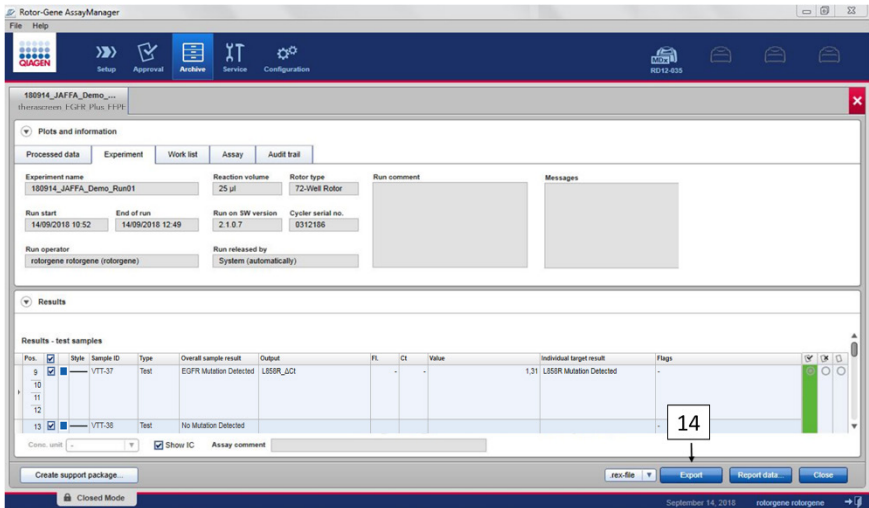 Rotor-Gene AssayManager
File Help
QIAGEN
Setup Approval Archive Service Configuration
MDx
RD12-035
180914_JAFFA_Demo_...
therascreen EGFR Plus FFPE
Plots and information
Processed data Experiment Work list Assay Audit trail
Experiment name Reaction volume Rotor type Run comment Messages
180914_JAFFA_Demo_Run01 25 µl 72-Well Rotor
Run start End of run Run on SW version Cycler serial no.
14/09/2018 10:52 14/09/2018 12:49 2.1.0.7 0312186
Run operator Run released by
rotorgene rotorgene (rotorgene) System (automatically)
Results
Results - test samples
Pos. Style Sample ID Type Overall sample result Output Fl. Ct Value Individual target result Flags
9 VTT-37 Test EGFR Mutation Detected L858R_ΔCt - - 1,31 L858R Mutation Detected -
10
11
12
13 VTT-38 Test No Mutation Detected -
14
Conc. unit - Show IC Assay comment
Create support package... .rex-file Export Report data... Close
Closed Mode September 14, 2018 rotorgene rotorgene